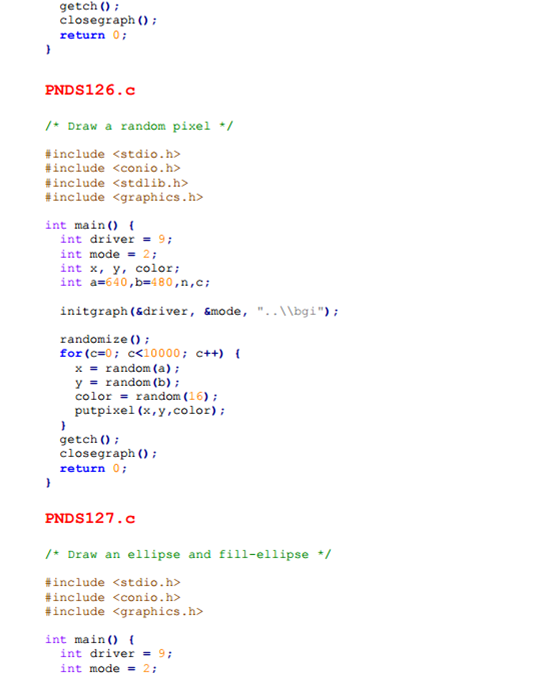 getch();
closegraph();
return 0;
}
PNDS126.c
/* Draw a random pixel */
#include <stdio.h>
#include <conio.h>
#include <stdlib.h>
#include <graphics.h>
int main() {
int driver = 9;
int mode = 2;
int x, y, color;
int a=640,b=480,n,c;
initgraph(&driver, &mode, "..\\bgi");
randomize();
for(c=0; c<10000; c++) {
x = random(a);
y = random(b);
color = random(16);
putpixel(x,y,color);
}
getch();
closegraph();
return 0;
}
PNDS127.c
/* Draw an ellipse and fill-ellipse */
#include <stdio.h>
#include <conio.h>
#include <graphics.h>
int main() {
int driver = 9;
int mode = 2;